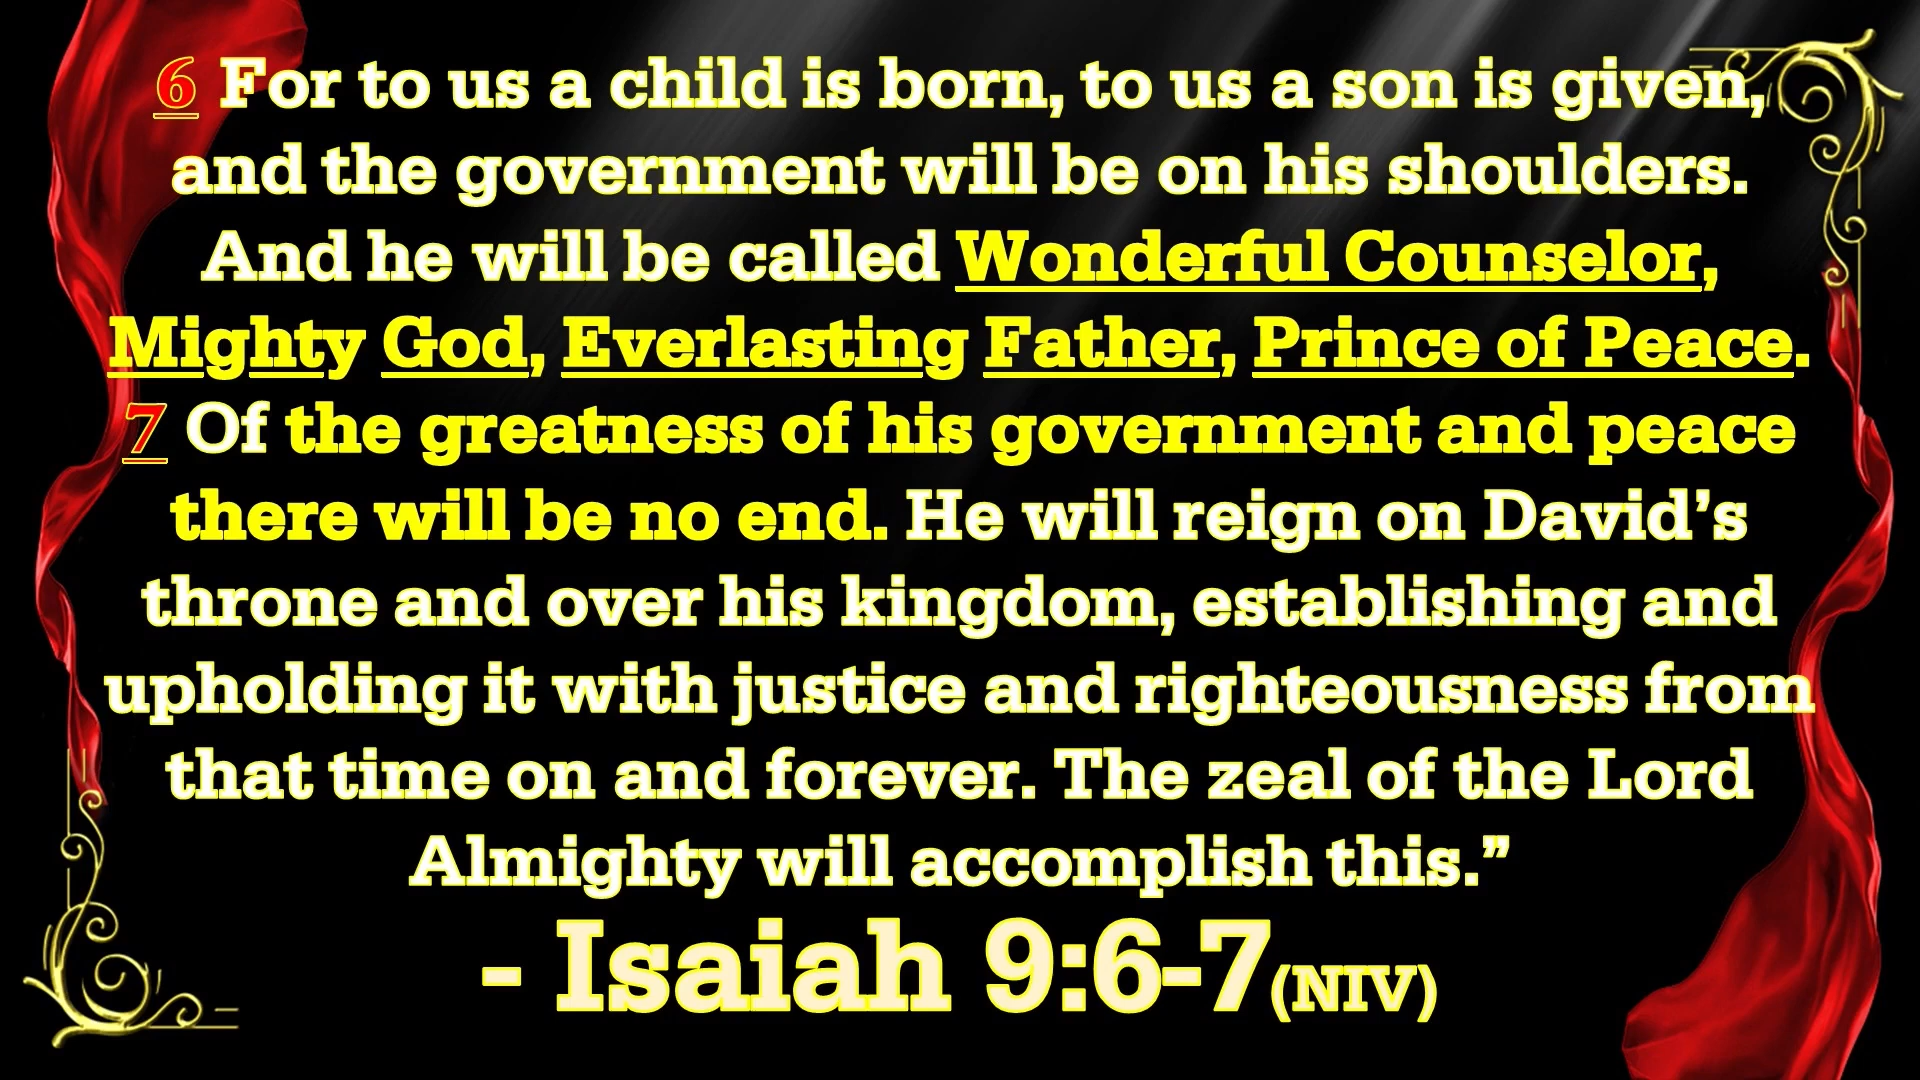 6 For to us a child is born, to us a son is given,
and the government will be on his shoulders.
And he will be called Wonderful Counselor,
Mighty God, Everlasting Father, Prince of Peace.
7 Of the greatness of his government and peace
there will be no end. He will reign on David’s
throne and over his kingdom, establishing and
upholding it with justice and righteousness from
that time on and forever. The zeal of the Lord
Almighty will accomplish this.”
- Isaiah 9:6-7(NIV)